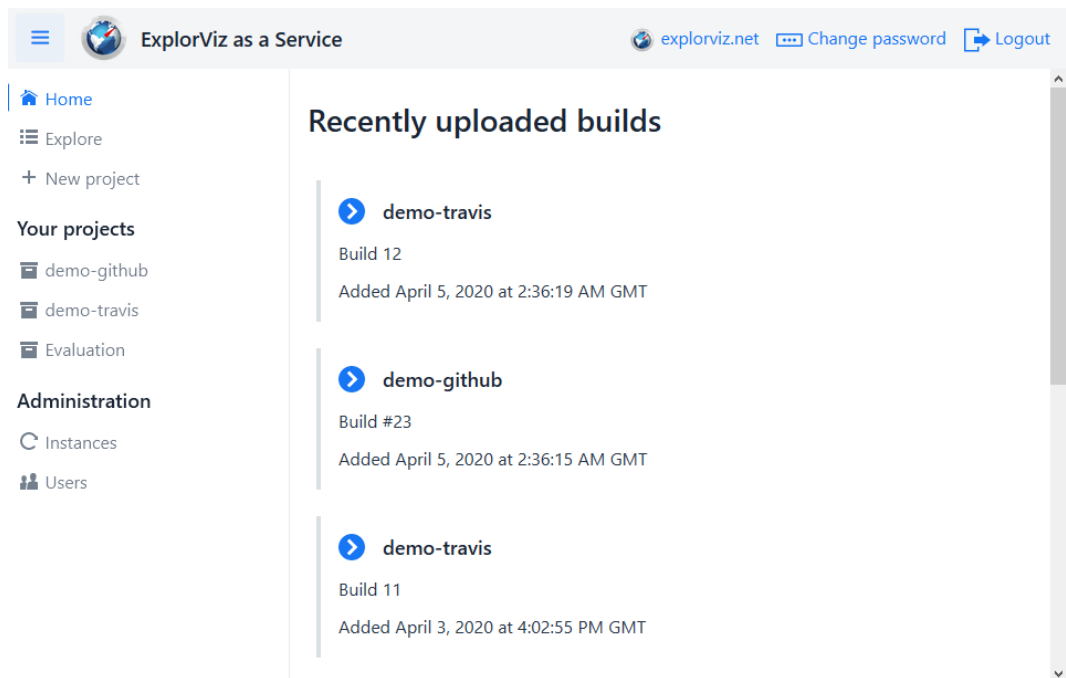 ExplorViz as a Service
explorviz.net
Change password
Logout
Home
Explore
New project
Your projects
demo-github
demo-travis
Evaluation
Administration
Instances
Users
Recently uploaded builds
demo-travis
Build 12
Added April 5, 2020 at 2:36:19 AM GMT
demo-github
Build #23
Added April 5, 2020 at 2:36:15 AM GMT
demo-travis
Build 11
Added April 3, 2020 at 4:02:55 PM GMT